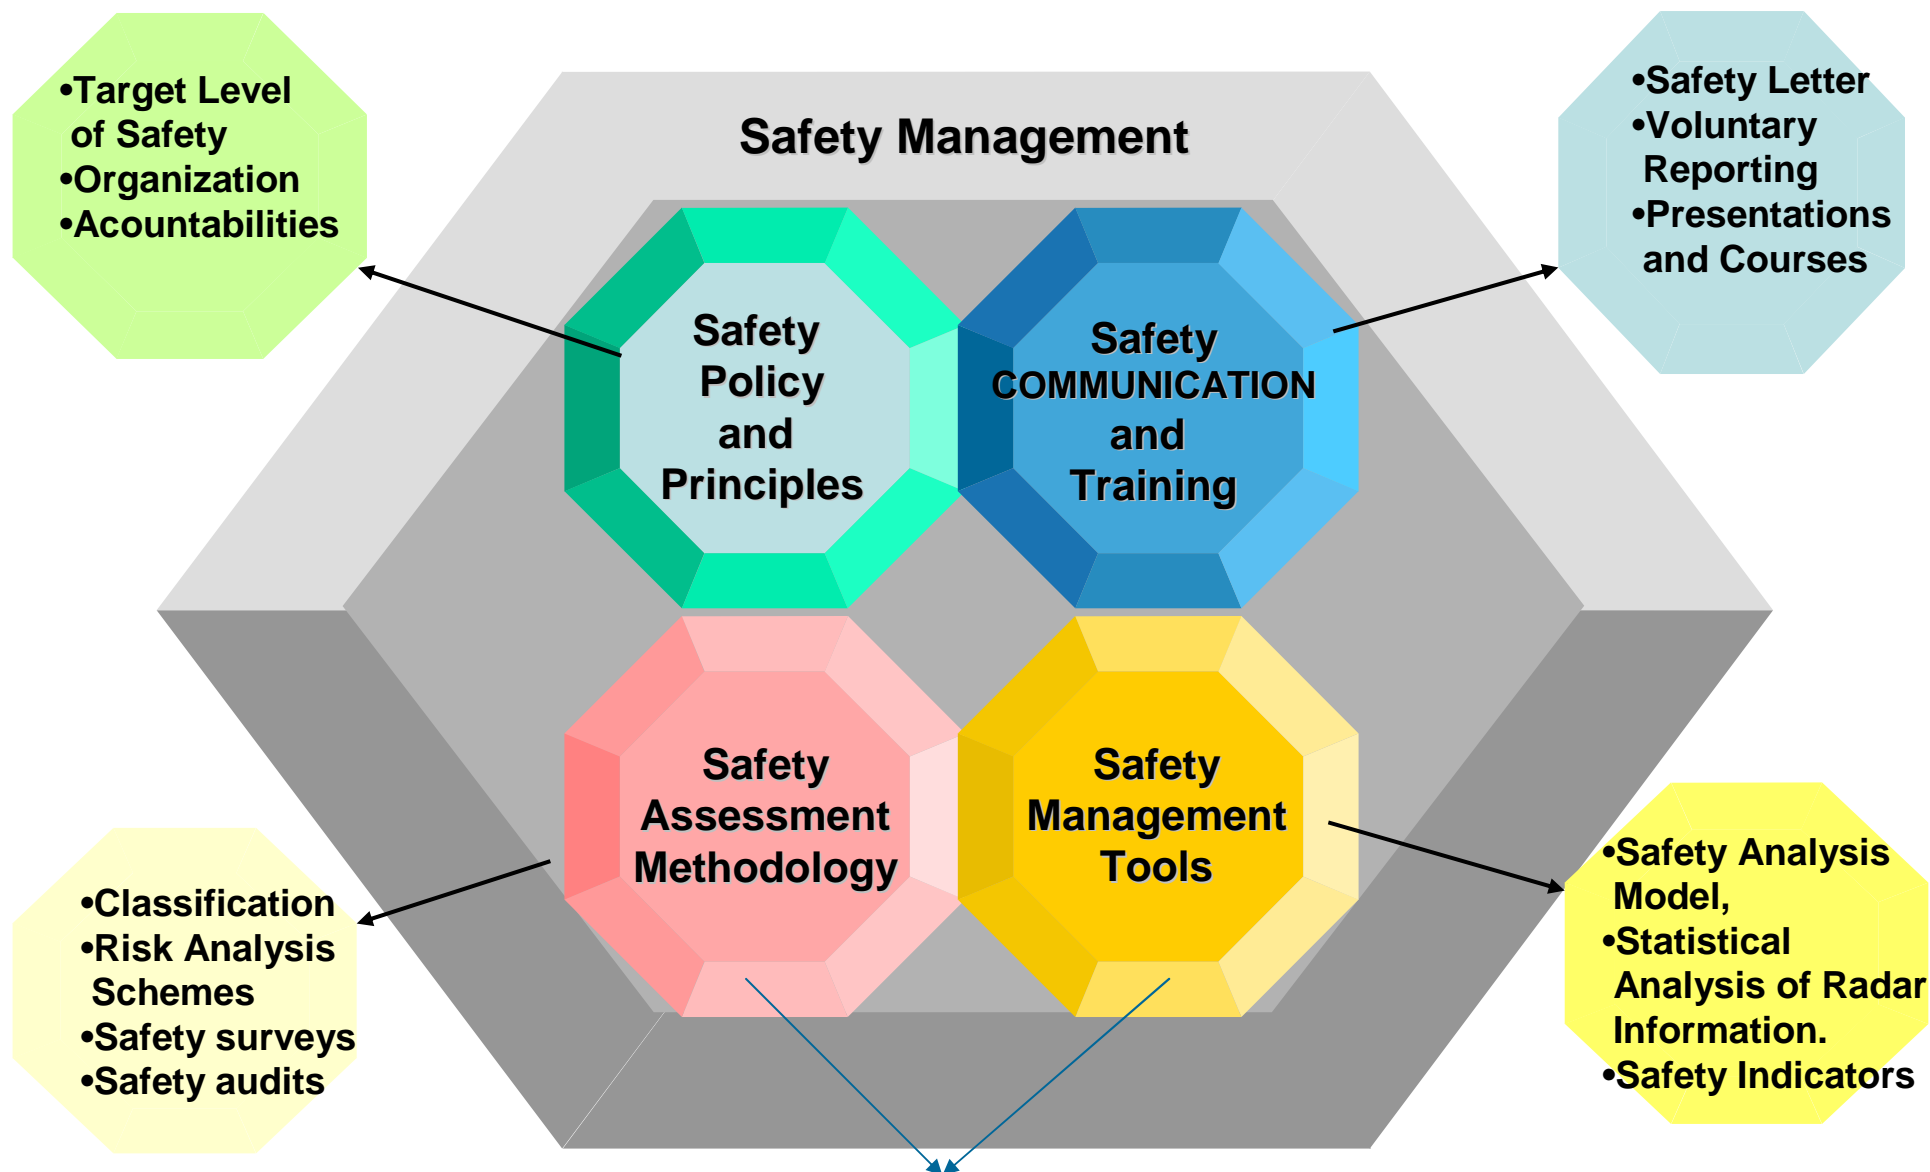 •Target Level
of Safety
•Organization
•Acountabilities
Safety Management
•Safety Letter
•Voluntary
Reporting
•Presentations
and Courses
Safety
Policy
and
Principles
Safety
COMMUNICATION
and
Training
Safety
Assessment
Methodology
Safety
Management
Tools
•Classification
•Risk Analysis
Schemes
•Safety surveys
•Safety audits
•Safety Analysis
Model,
•Statistical
Analysis of Radar
Information.
•Safety Indicators